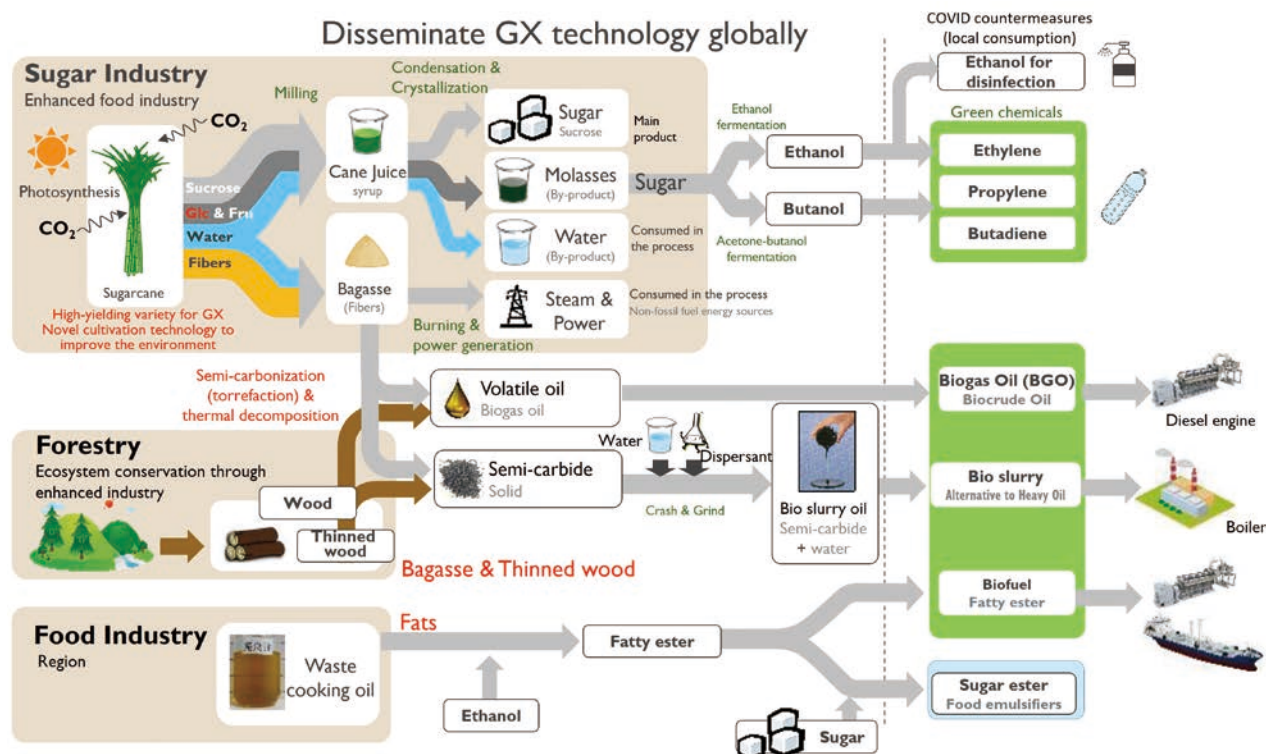 Disseminate GX technology globally
COVID countermeasures
(local consumption)
Ethanol for
disinfection
Sugar Industry
Enhanced food industry
CO2
Photosynthesis
CO2
Sugarcane
High-yielding variety for GX
Novel cultivation technology to
improve the environment
Sucrose
Glc & Fru
Water
Fibers
Milling
Condensation &
Crystallization
Cane Juice
syrup
Bagasse
(Fibers)
Sugar
Sucrose
Main
product
Molasses
(By-product)
Sugar
Water
(By-product)
Consumed in
the process
Steam &
Power
Consumed in the process
Non-fossil fuel energy sources
Burning &
power generation
Ethanol
fermentation
Ethanol
Butanol
Acetone-butanol
fermentation
Green chemicals
Ethylene
Propylene
Butadiene
Semi-carbonization
(torrefaction) &
thermal decomposition
Volatile oil
Biogas oil
Biogas Oil (BGO)
Biocrude Oil
Diesel engine
Forestry
Ecosystem conservation through
enhanced industry
Wood
Thinned
wood
Semi-carbide
Solid
Water
Dispersant
Crash & Grind
Bio slurry oil
Semi-carbide
+ water
Bio slurry
Alternative to Heavy Oil
Boiler
Bagasse & Thinned wood
Food Industry
Region
Waste
cooking oil
Fats
Ethanol
Fatty ester
Biofuel
Fatty ester
Sugar ester
Food emulsifiers
Sugar